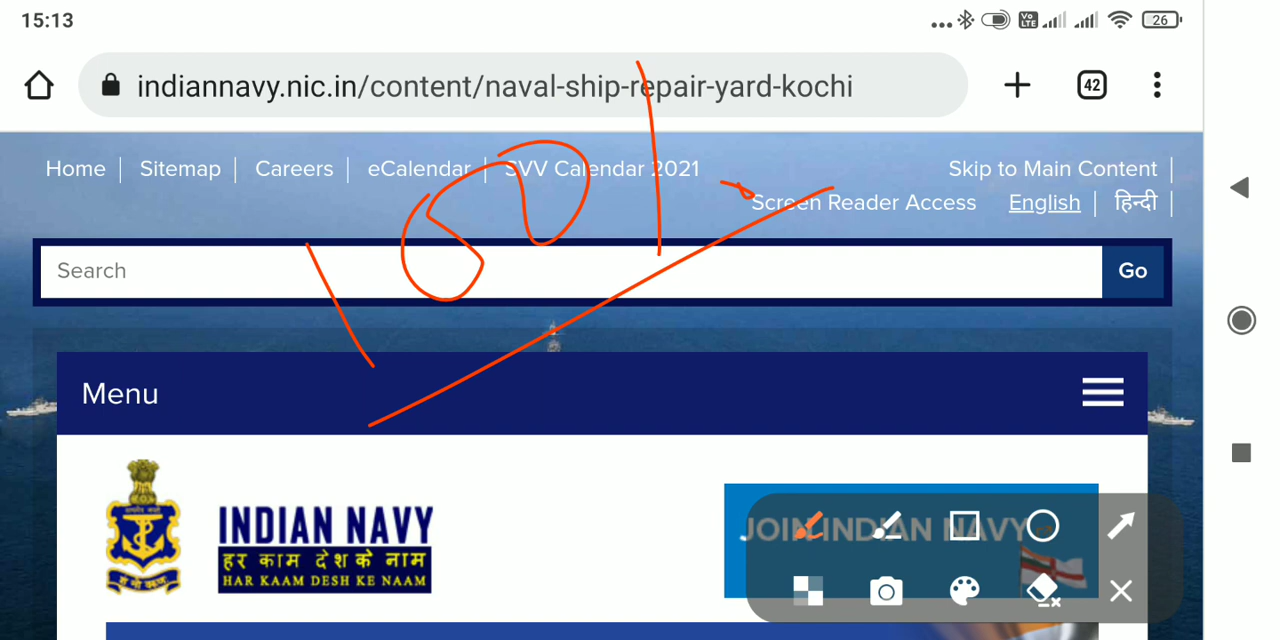 15:13
Vo LTE
26
indiannavy.nic.in/content/naval-ship-repair-yard-kochi
42
Home
Sitemap
Careers
eCalendar
SVV Calendar 2021
Skip to Main Content
Screen Reader Access
English
हिन्दी
Search
Go
Menu
INDIAN NAVY
हर काम देश के नाम
HAR KAAM DESH KE NAAM
JOIN INDIAN NAVY